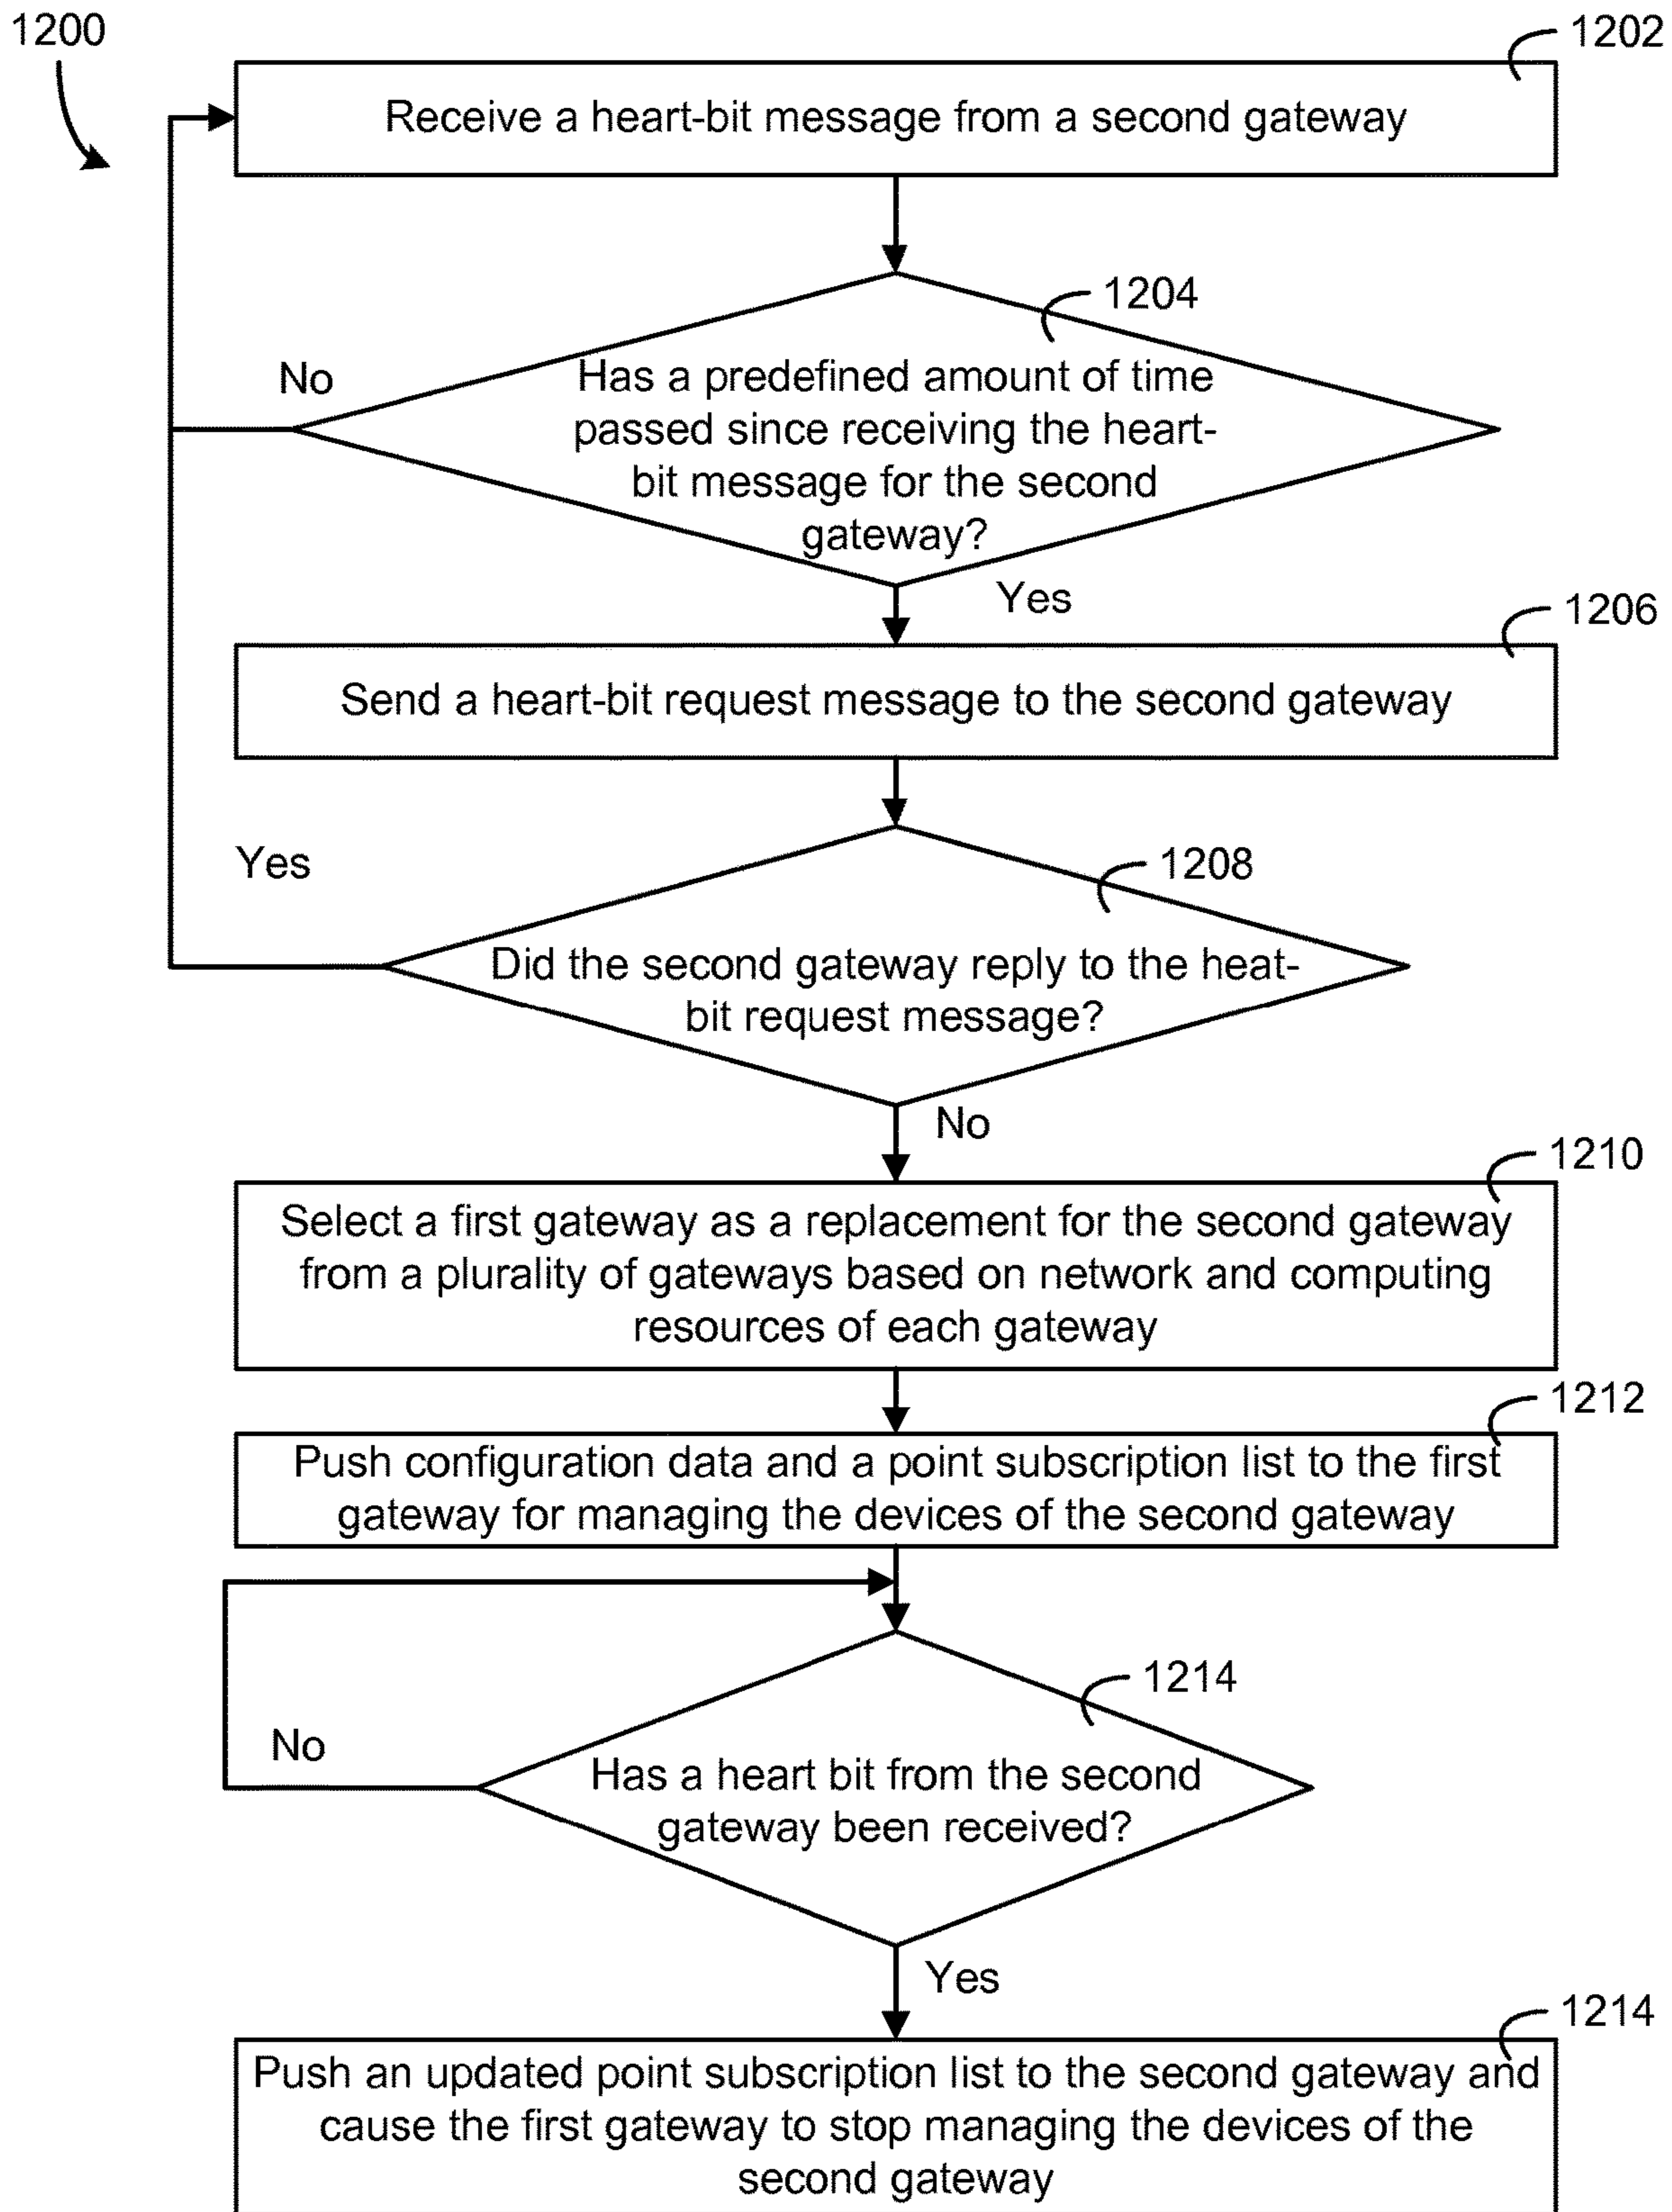 1200
1202
Receive a heart-bit message from a second gateway
1204
No
Has a predefined amount of time
passed since receiving the heart-
bit message for the second
gateway?
Yes
1206
Send a heart-bit request message to the second gateway
Yes
1208
Did the second gateway reply to the heat-
bit request message?
No
1210
Select a first gateway as a replacement for the second gateway
from a plurality of gateways based on network and computing
resources of each gateway
1212
Push configuration data and a point subscription list to the first
gateway for managing the devices of the second gateway
1214
No
Has a heart bit from the second
gateway been received?
Yes
1214
Push an updated point subscription list to the second gateway and
cause the first gateway to stop managing the devices of the
second gateway